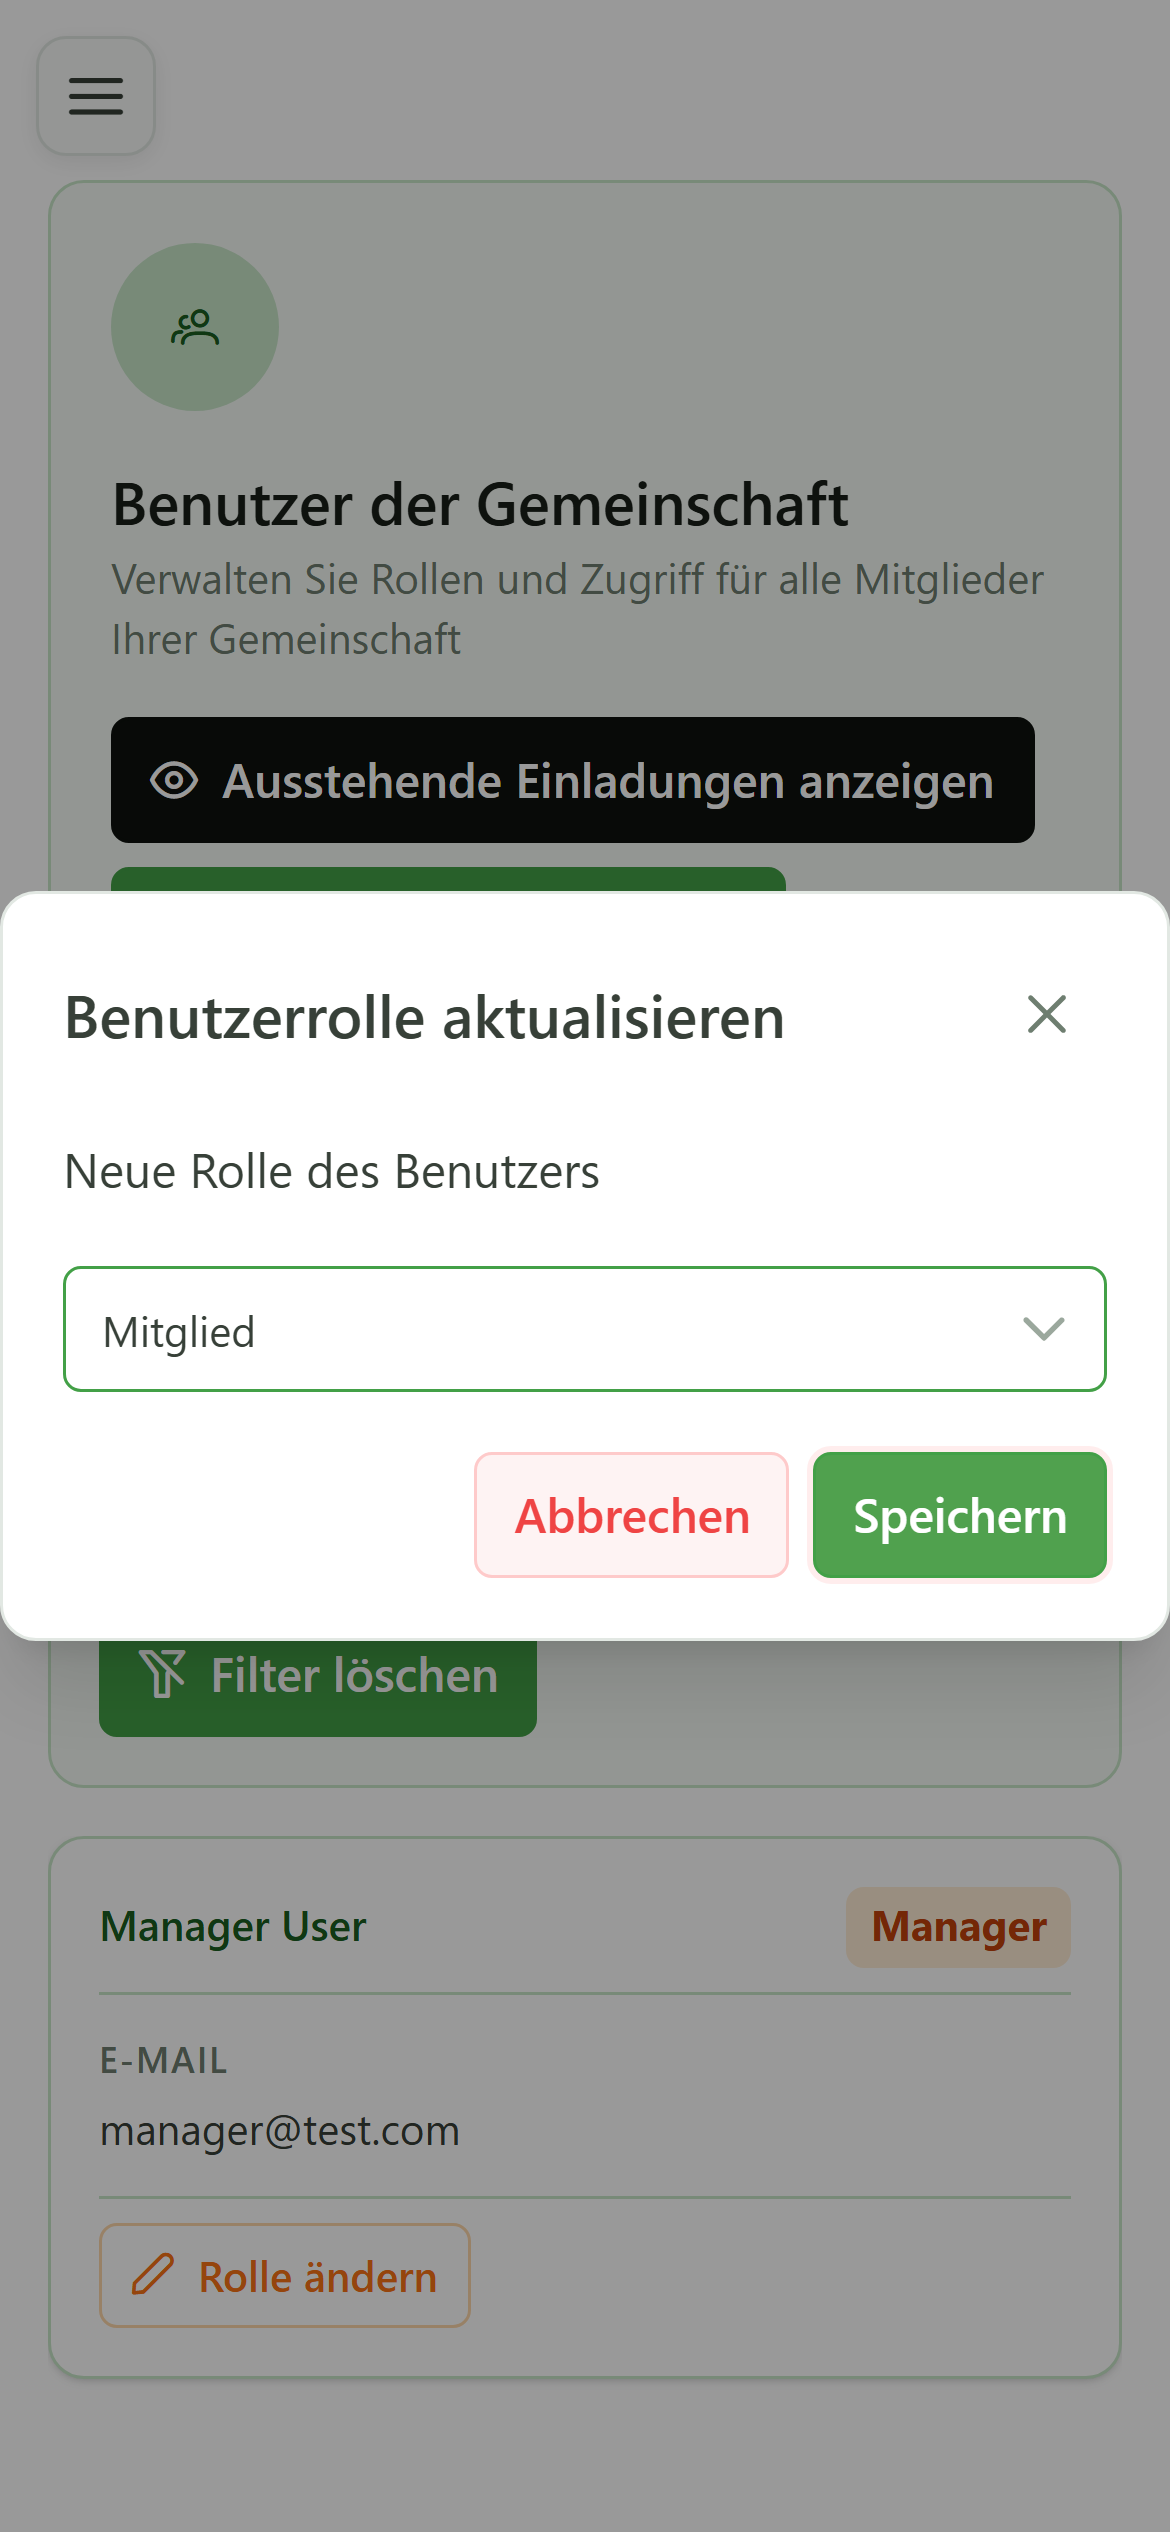 Benutzer der Gemeinschaft
Verwalten Sie Rollen und Zugriff für alle Mitglieder
Ihrer Gemeinschaft
Ausstehende Einladungen anzeigen
Benutzerrolle aktualisieren
Neue Rolle des Benutzers
Mitglied
Abbrechen
Speichern
Filter löschen
Manager User
Manager
E-MAIL
manager@test.com
Rolle ändern